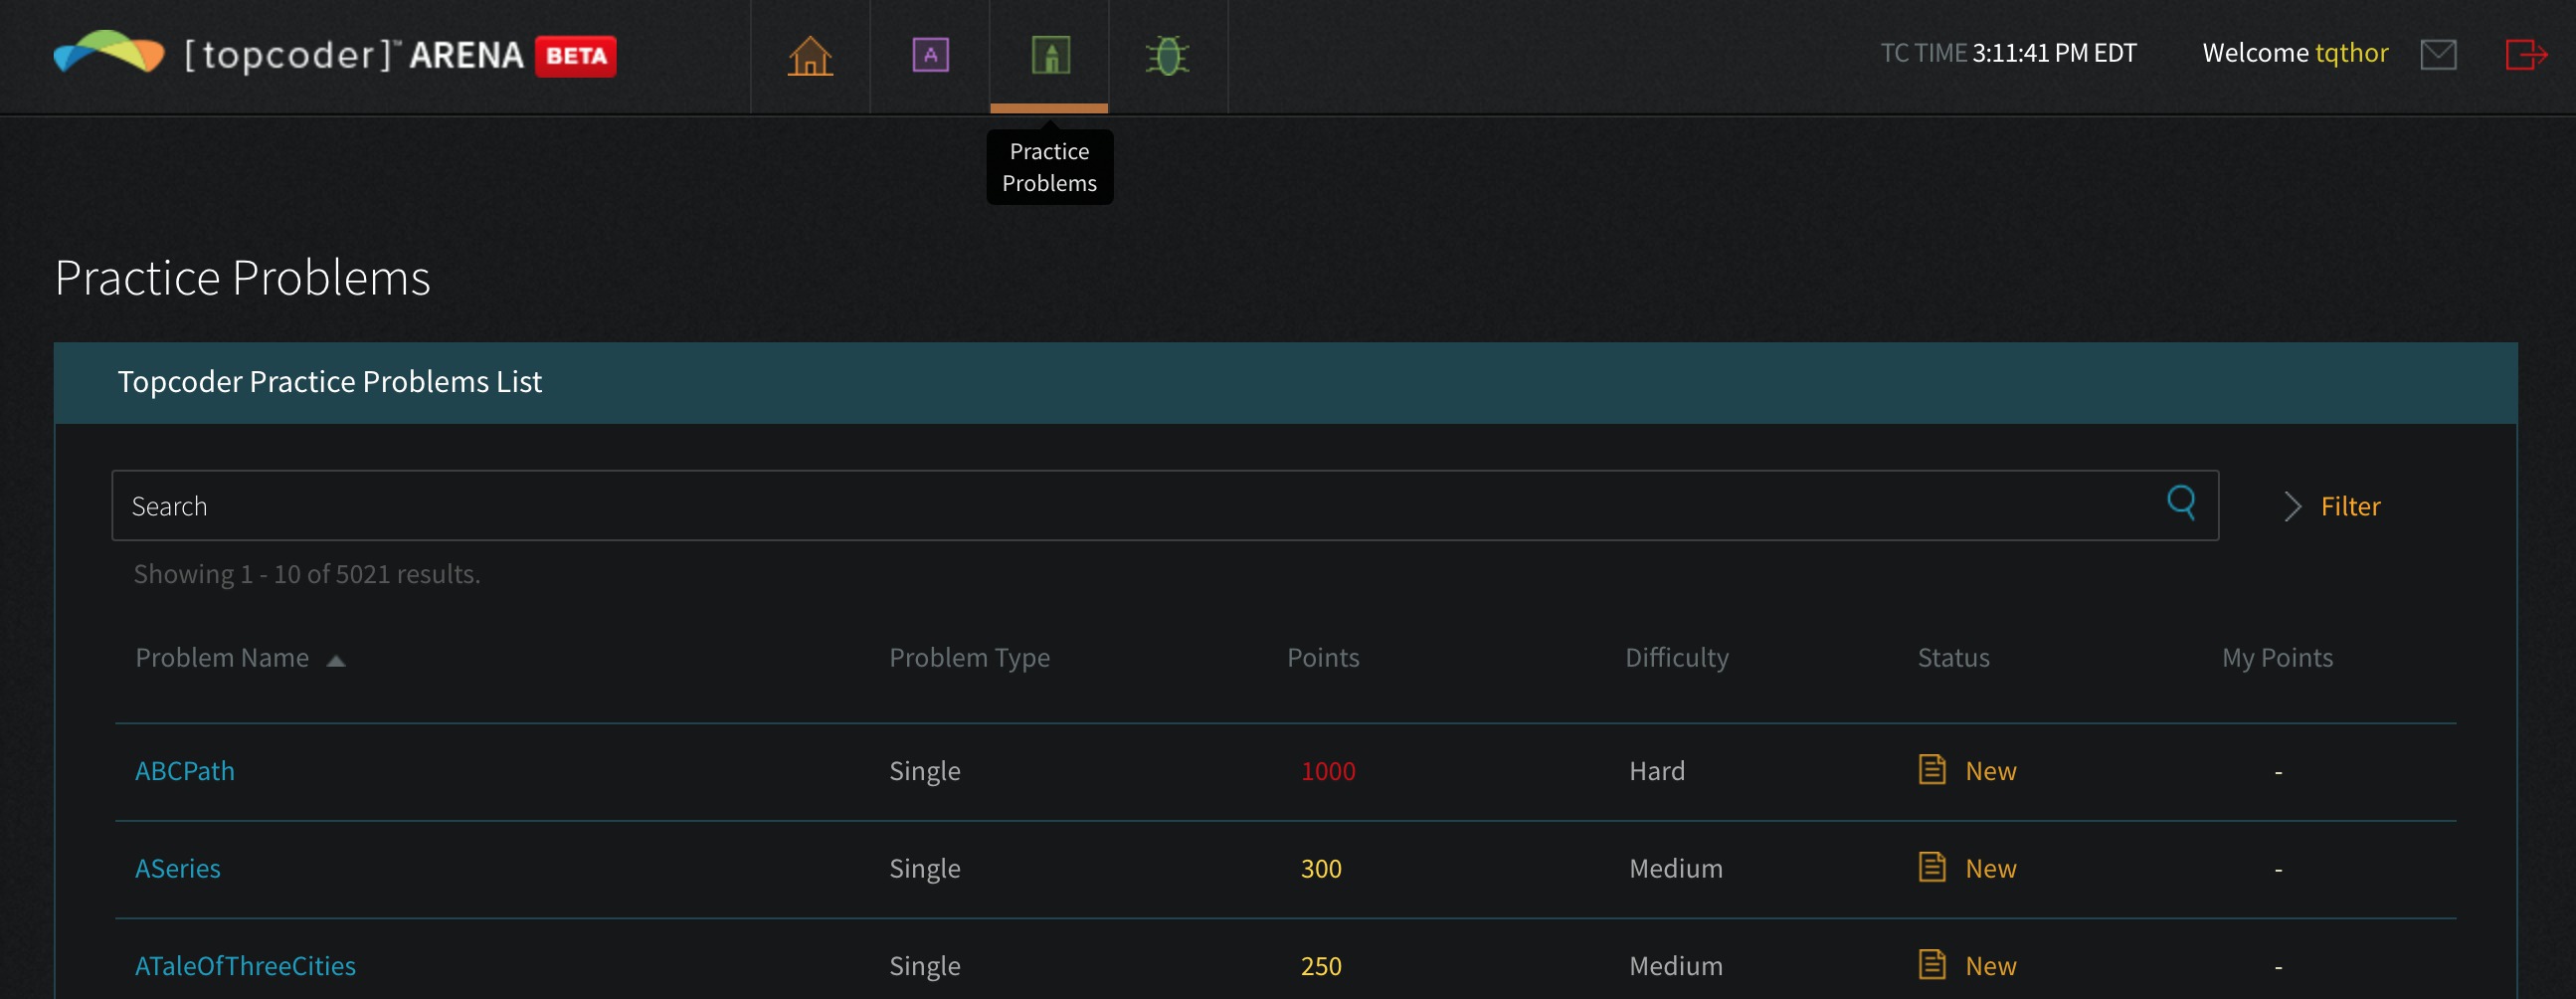 [topcoder]™ ARENA BETA
A
TC TIME 3:11:41 PM EDT
Welcome tqthor
Practice
Problems
Practice Problems
Topcoder Practice Problems List
Search
Filter
Showing 1 - 10 of 5021 results.
Problem Name Problem Type Points Difficulty Status My Points
ABCPath Single 1000 Hard New -
ASeries Single 300 Medium New -
ATaleOfThreeCities Single 250 Medium New -